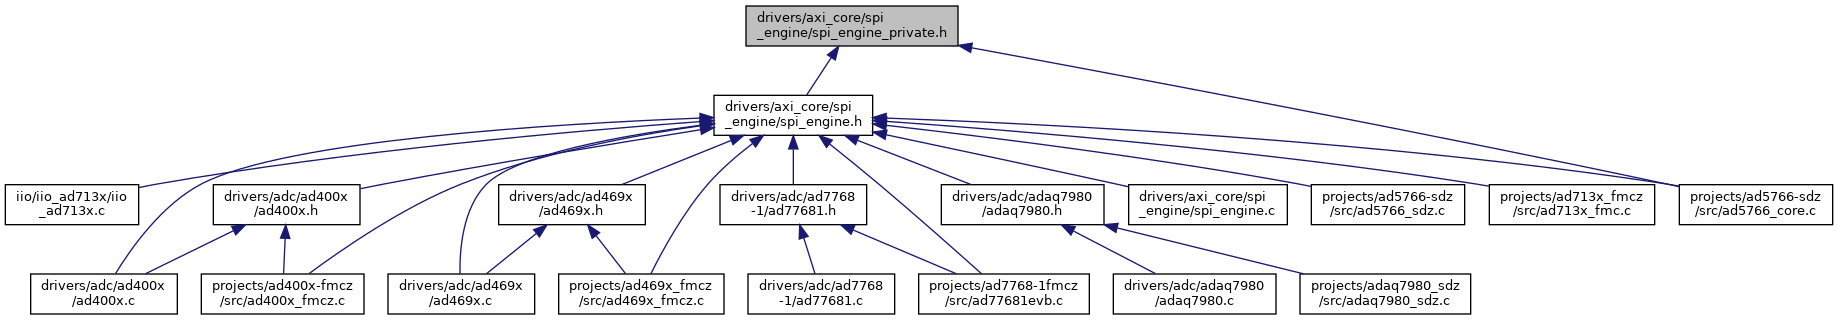 drivers/axi_core/spi
_engine/spi_engine_private.h
drivers/axi_core/spi
_engine/spi_engine.h
iio/iio_ad713x/iio
_ad713x.c
drivers/adc/ad400x
/ad400x.h
drivers/adc/ad469x
/ad469x.h
drivers/adc/ad7768
-1/ad77681.h
drivers/adc/adaq7980
/adaq7980.h
drivers/axi_core/spi
_engine/spi_engine.c
projects/ad5766-sdz
/src/ad5766_sdz.c
projects/ad713x_fmcz
/src/ad713x_fmc.c
projects/ad5766-sdz
/src/ad5766_core.c
drivers/adc/ad400x
/ad400x.c
projects/ad400x-fmcz
/src/ad400x_fmcz.c
drivers/adc/ad469x
/ad469x.c
projects/ad469x_fmcz
/src/ad469x_fmcz.c
drivers/adc/ad7768
-1/ad77681.c
projects/ad7768-1fmcz
/src/ad77681evb.c
drivers/adc/adaq7980
/adaq7980.c
projects/adaq7980_sdz
/src/adaq7980_sdz.c